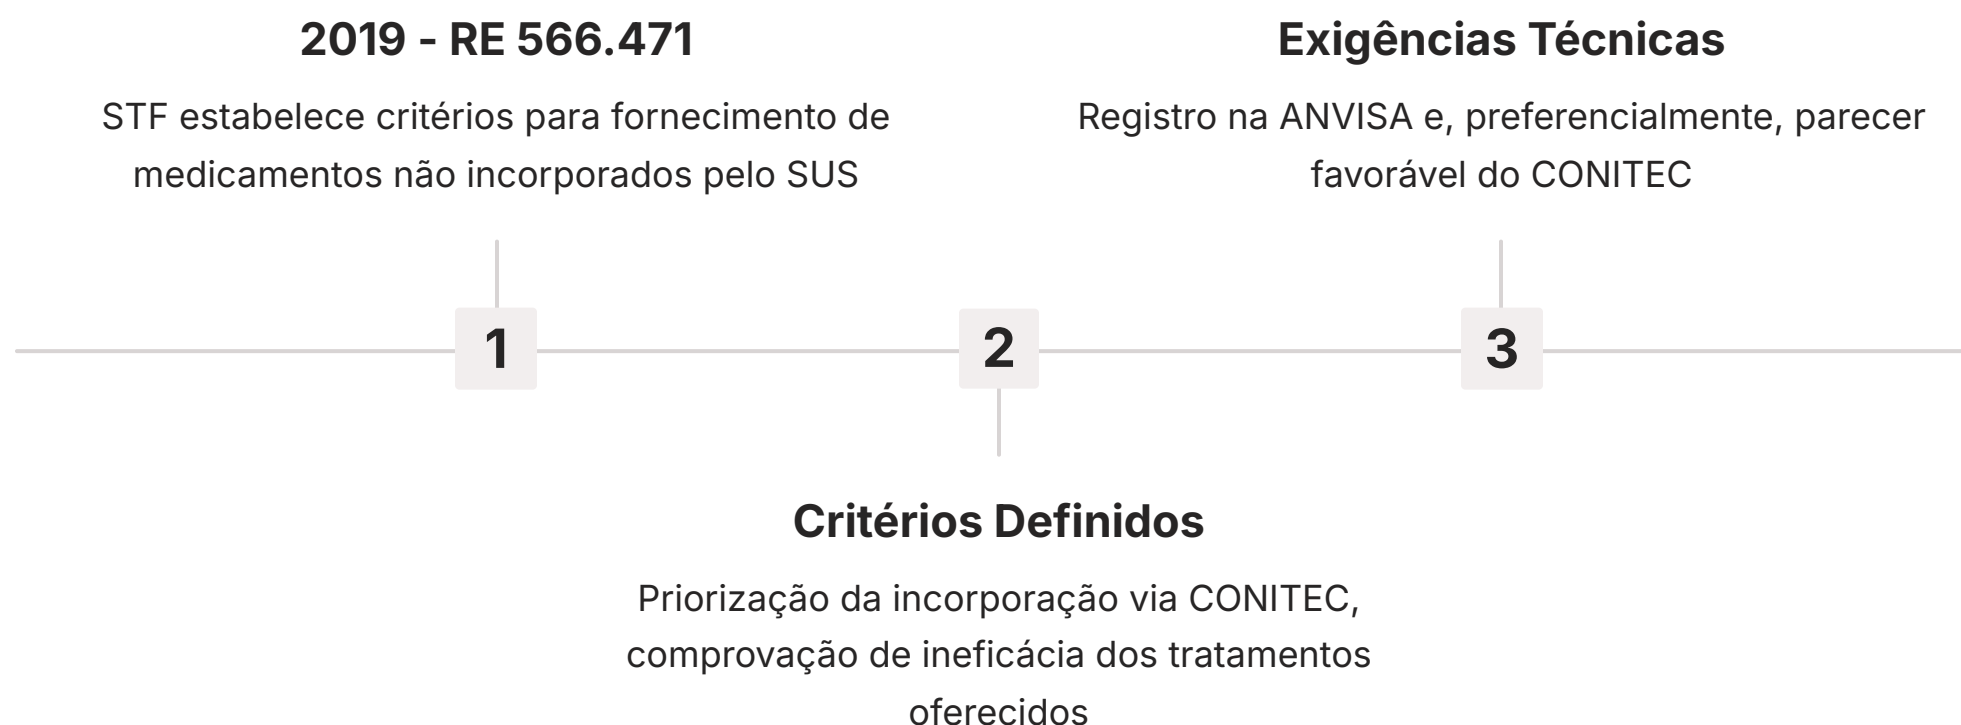 2019 - RE 566.471
STF estabelece critérios para fornecimento de
medicamentos não incorporados pelo SUS
Exigências Técnicas
Registro na ANVISA e, preferencialmente, parecer
favorável do CONITEC
1
2
3
Critérios Definidos
Priorização da incorporação via CONITEC,
comprovação de ineficácia dos tratamentos
oferecidos